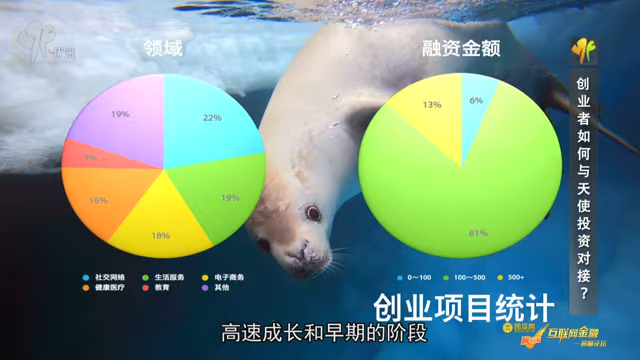 领域
融资金额
19%
22%
19%
18%
16%
13%
6%
81%
社交网络
生活服务
电子商务
健康医疗
教育
其他
0～100
100～500
500+
创业者如何与天使投资对接？
创业项目统计
高速成长和早期的阶段
互联网金融